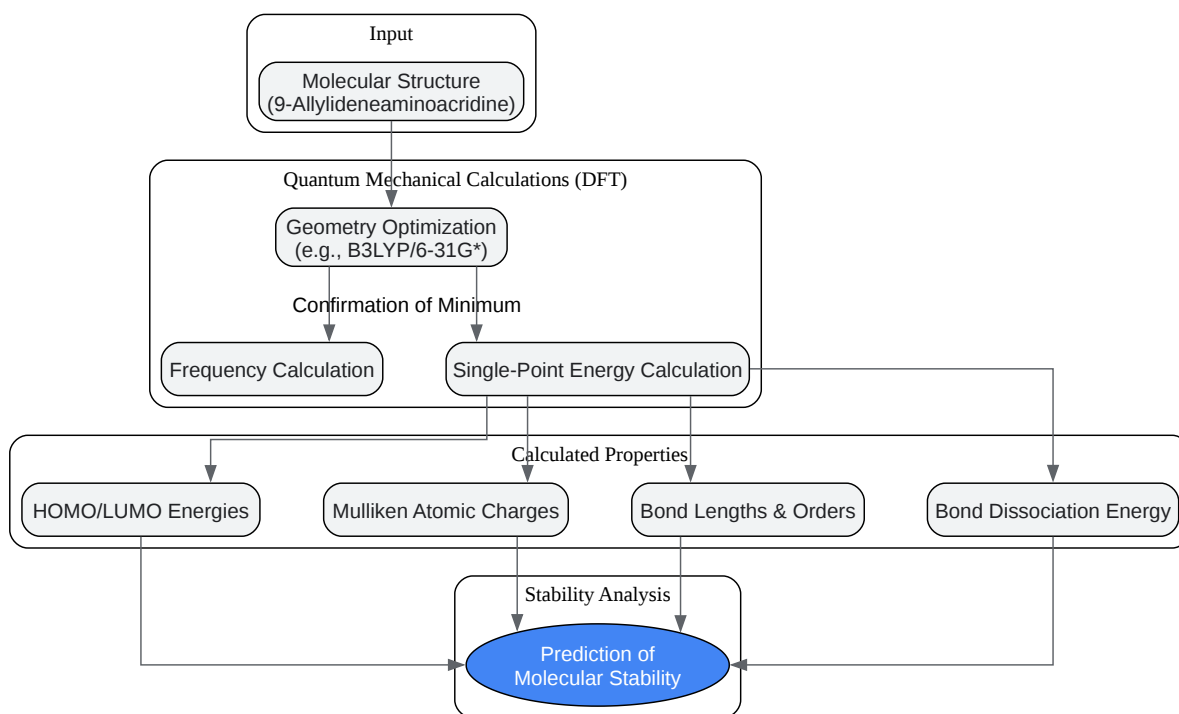 Input
Molecular Structure
(9-Allylideneaminoacridine)
Quantum Mechanical Calculations (DFT)
Geometry Optimization
(e.g., B3LYP/6-31G*)
Confirmation of Minimum
Frequency Calculation
Single-Point Energy Calculation
Calculated Properties
HOMO/LUMO Energies
Mulliken Atomic Charges
Bond Lengths & Orders
Bond Dissociation Energy
Stability Analysis
Prediction of
Molecular Stability